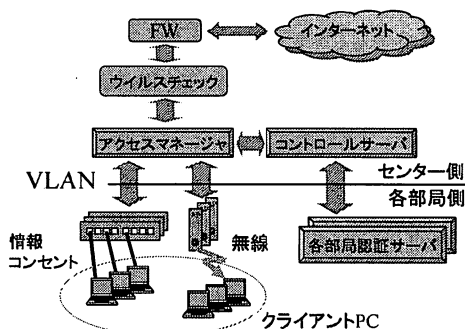 FW
インターネット
ウイルスチェック
アクセスマネージャ
コントロールサーバ
VLAN
センター側
各部局側
情報
コンセント
無線
各部局認証サーバ
クライアントPC